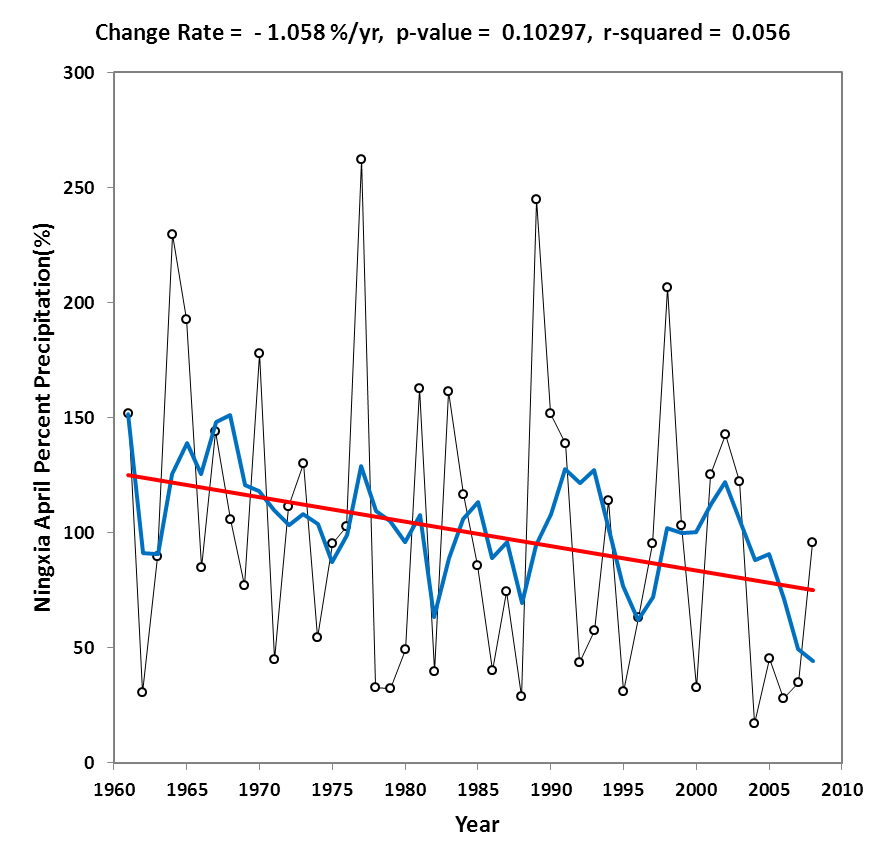 Change Rate = - 1.058 %/yr, p-value = 0.10297, r-squared = 0.056
300
250
200
150
100
50
0
Ningxia April Percent Precipitation(%)
1960 1965 1970 1975 1980 1985 1990 1995 2000 2005 2010
Year